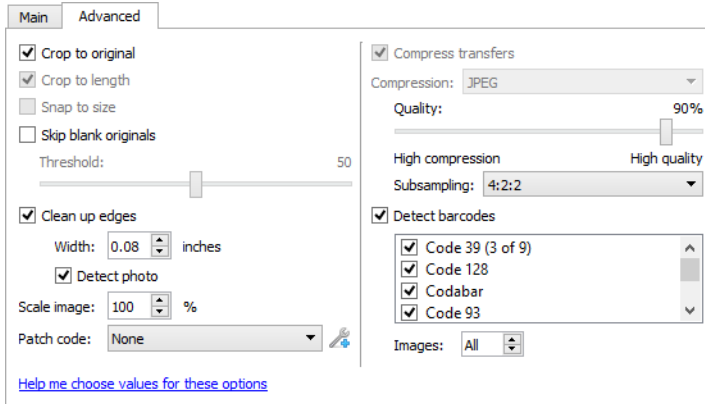 Main Advanced
Crop to original
Crop to length
Snap to size
Skip blank originals
Threshold: 50
Clean up edges
Width: 0.08 inches
Detect photo
Scale image: 100 %
Patch code: None
Help me choose values for these options
Compress transfers
Compression: JPEG
Quality: 90%
High compression High quality
Subsampling: 4:2:2
Detect barcodes
Code 39 (3 of 9)
Code 128
Codabar
Code 93
Images: All